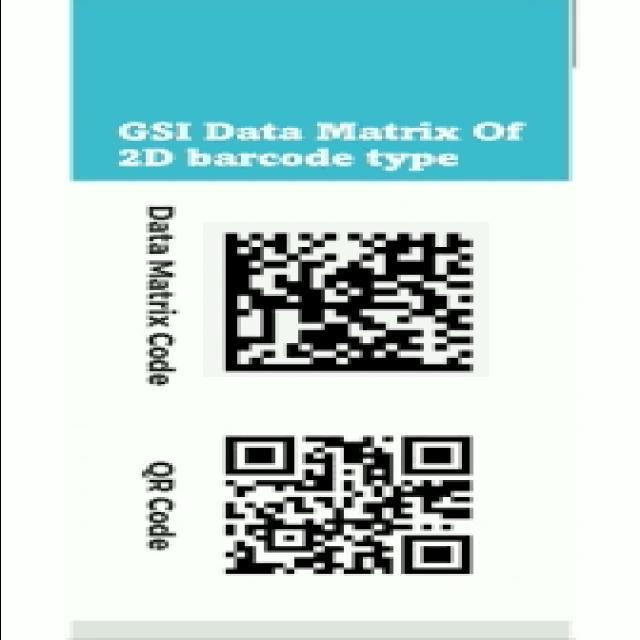 GSI Data Matrix Of
2D barcode type
Data Matrix Code
QR Code